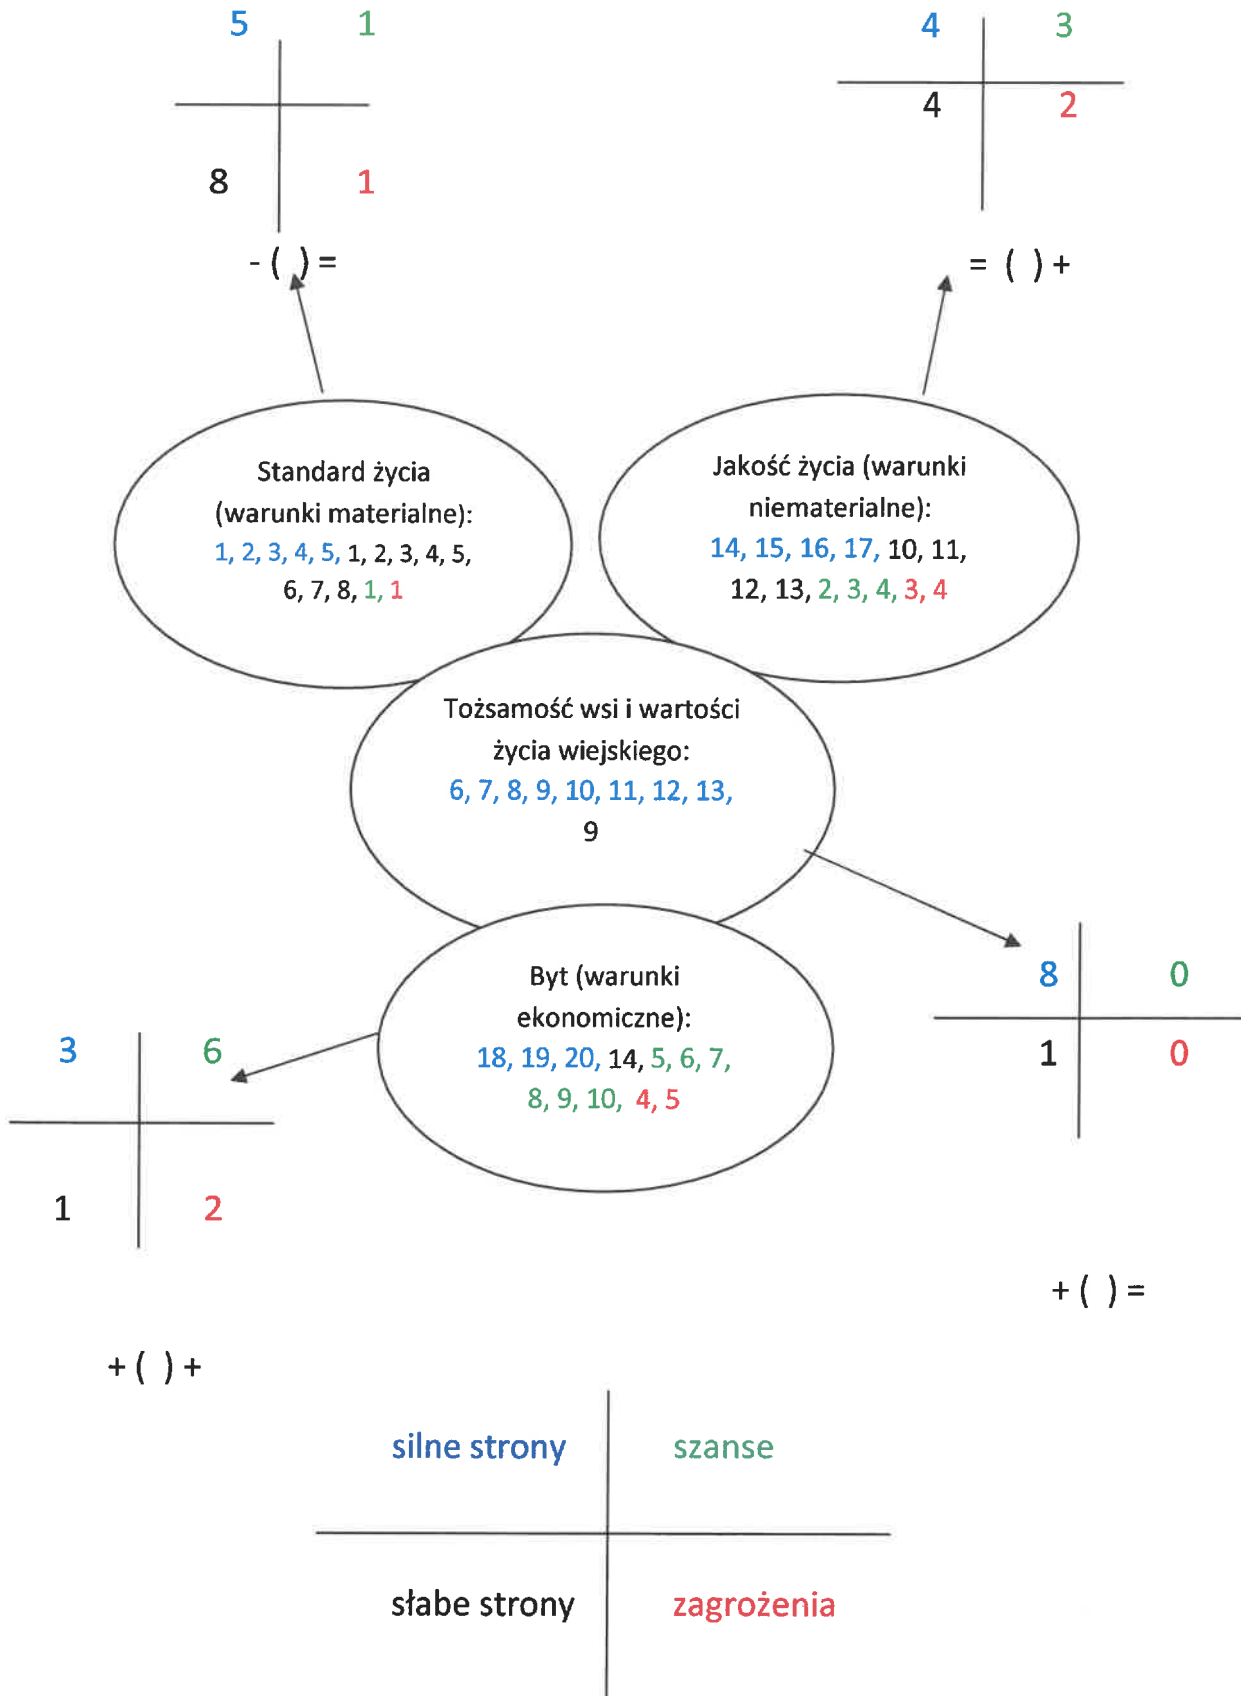 5 1
8 1
- ( ) =
4 3
4 2
= ( ) +
Standard życia
(warunki materialne):
1, 2, 3, 4, 5, 1, 2, 3, 4, 5,
6, 7, 8, 1, 1
Jakość życia (warunki
niematerialne):
14, 15, 16, 17, 10, 11,
12, 13, 2, 3, 4, 3, 4
Tożsamość wsi i wartości
życia wiejskiego:
6, 7, 8, 9, 10, 11, 12, 13,
9
8 0
1 0
+ ( ) =
Byt (warunki
ekonomiczne):
18, 19, 20, 14, 5, 6, 7,
8, 9, 10, 4, 5
3 6
1 2
+ ( ) +
silne strony szanse
słabe strony zagrożenia